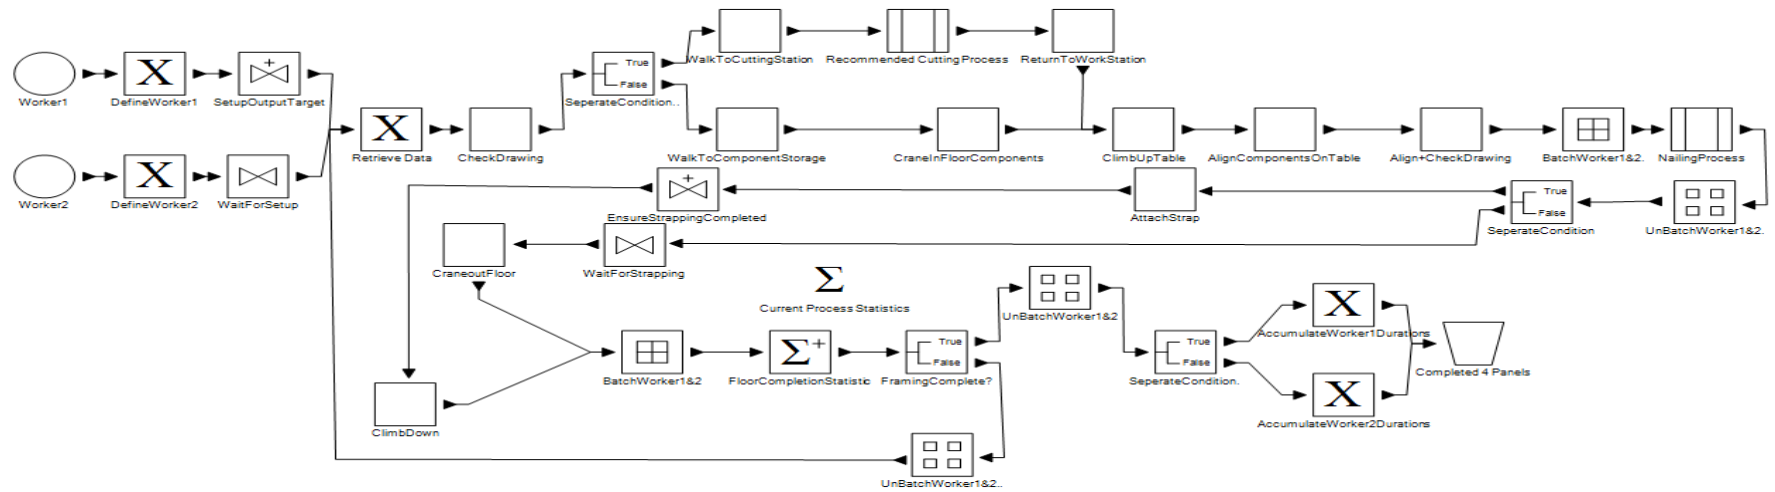 WalkToCuttingStation
Recommended Cutting Process
ReturnToWorkStation
Worker1
X
DefineWorker1
+
SetupOutputTarget
True
False
SeperateCondition..
X
Retrieve Data
CheckDrawing
WalkToComponentStorage
CraneInFloorComponents
ClimbUpTable
AlignComponentsOnTable
Align+CheckDrawing
BatchWorker1&2.
NailingProcess
Worker2
X
DefineWorker2
WaitForSetup
+
EnsureStrappingCompleted
AttachStrap
True
False
SeperateCondition
UnBatchWorker1&2.
CraneoutFloor
WaitForStrapping
Σ
Current Process Statistics
UnBatchWorker1&2
X
AccumulateWorker1Durations
BatchWorker1&2
Σ+
FloorCompletionStatistic
True
False
FramingComplete?
True
False
SeperateCondition.
Completed 4 Panels
X
AccumulateWorker2Durations
ClimbDown
UnBatchWorker1&2..